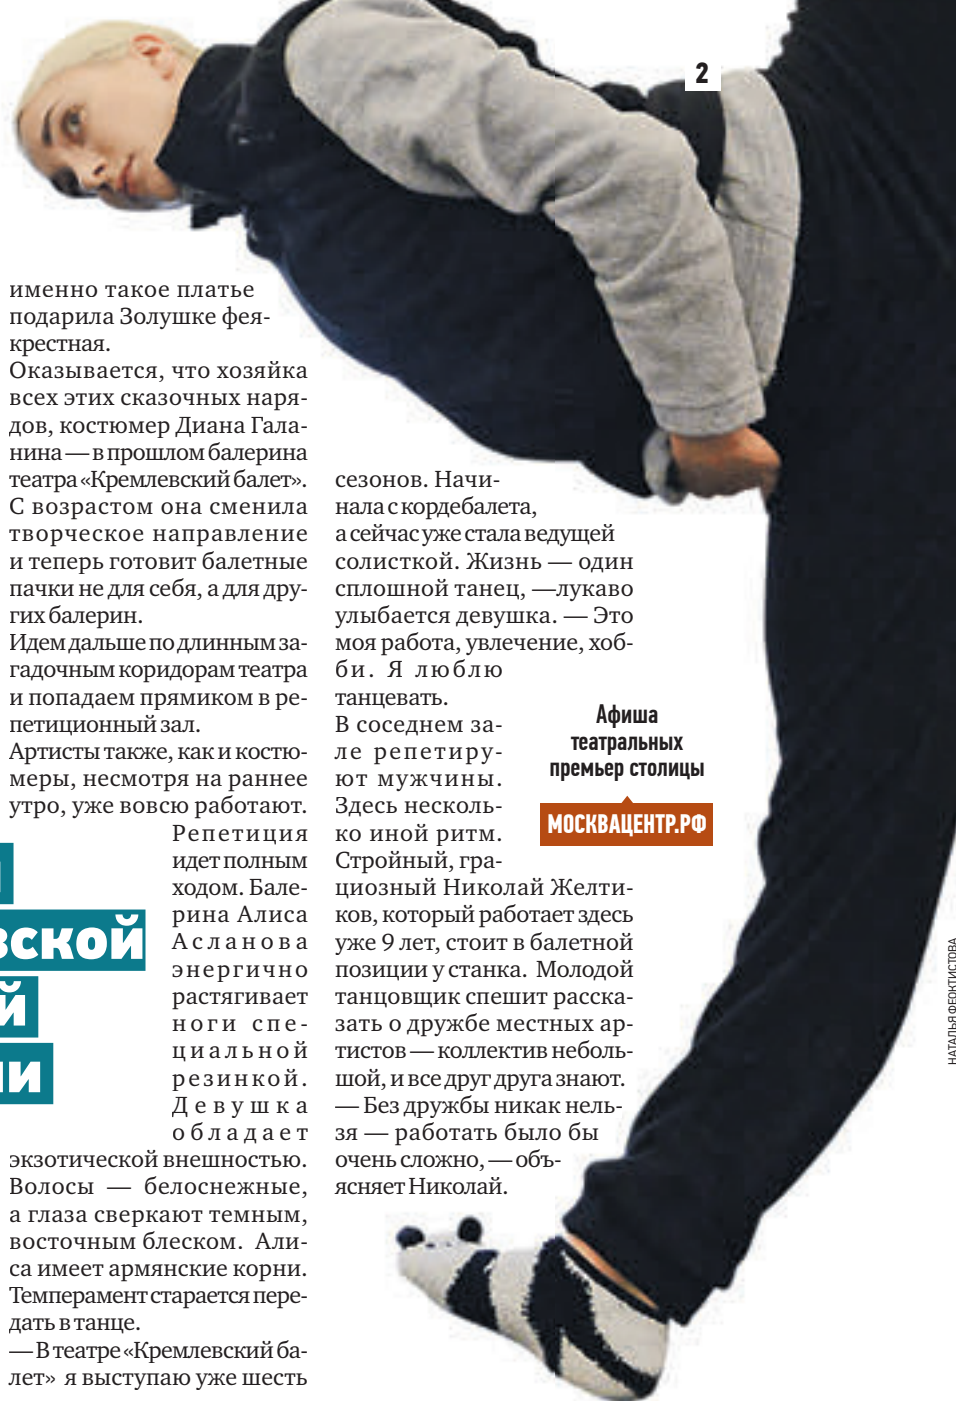 2
именно такое платье
подарила Золушке фея-
крестная.
Оказывается, что хозяйка
всех этих сказочных наря-
дов, костюмер Диана Гала-
нина — в прошлом балерина
театра «Кремлевский балет».
С возрастом она сменила
творческое направление
и теперь готовит балетные
пачки не для себя, а для дру-
гих балерин.
Идем дальше по длинным за-
гадочным коридорам театра
и попадаем прямиком в ре-
петиционный зал.
Артисты также, как и костю-
меры, несмотря на раннее
утро, уже вовсю работают.
Репетиция
идет полным
ходом. Бале-
рина Алиса
Асланова
энергично
растягивает
ноги спе-
циальной
резинкой.
Девушка
обладает
экзотической внешностью.
Волосы — белоснежные,
а глаза сверкают темным,
восточным блеском. Али-
са имеет армянские корни.
Темперамент старается пере-
дать в танце.
— В театре «Кремлевский ба-
лет» я выступаю уже шесть
сезонов. Начи-
нала с кордебалета,
а сейчас уже стала ведущей
солисткой. Жизнь — один
сплошной танец, —лукаво
улыбается девушка. — Это
моя работа, увлечение, хоб-
би. Я люблю
танцевать.
В соседнем за-
ле репетиру-
ют мужчины.
Здесь несколь-
ко иной ритм.
Стройный, гра-
циозный Николай Желти-
ков, который работает здесь
уже 9 лет, стоит в балетной
позиции у станка. Молодой
танцовщик спешит расска-
зать о дружбе местных ар-
тистов — коллектив неболь-
шой, и все друг друга знают.
— Без дружбы никак нель-
зя — работать было бы
очень сложно, — объ-
ясняет Николай.
Афиша
театральных
премьер столицы
МОСКВАЦЕНТР.РФ
вской
й
ни
НАТАЛЬЯ ФЕОКТИСТОВА